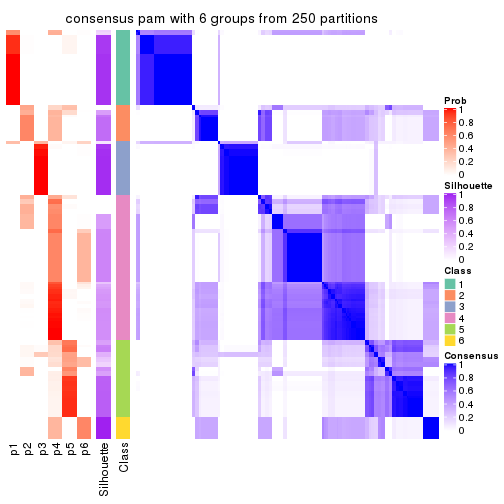 consensus pam with 6 groups from 250 partitions
Prob
1
0.8
0.6
0.4
0.2
0
Silhouette
1
0.8
0.6
0.4
0.2
0
Class
1
2
3
4
5
6
Consensus
1
0.8
0.6
0.4
0.2
0
p1
p2
p3
p4
p5
p6
Silhouette
Class